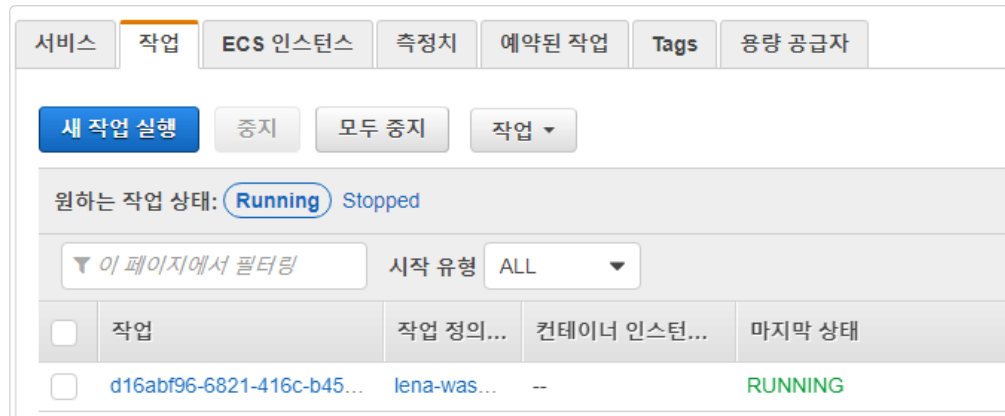 서비스 작업 ECS 인스턴스 측정치 예약된 작업 Tags 용량 공급자
새 작업 실행 중지 모두 중지 작업
원하는 작업 상태: Running Stopped
이 페이지에서 필터링 시작 유형 ALL
작업 작업 정의... 컨테이너 인스턴... 마지막 상태
d16abf96-6821-416c-b45... lena-was... -- RUNNING